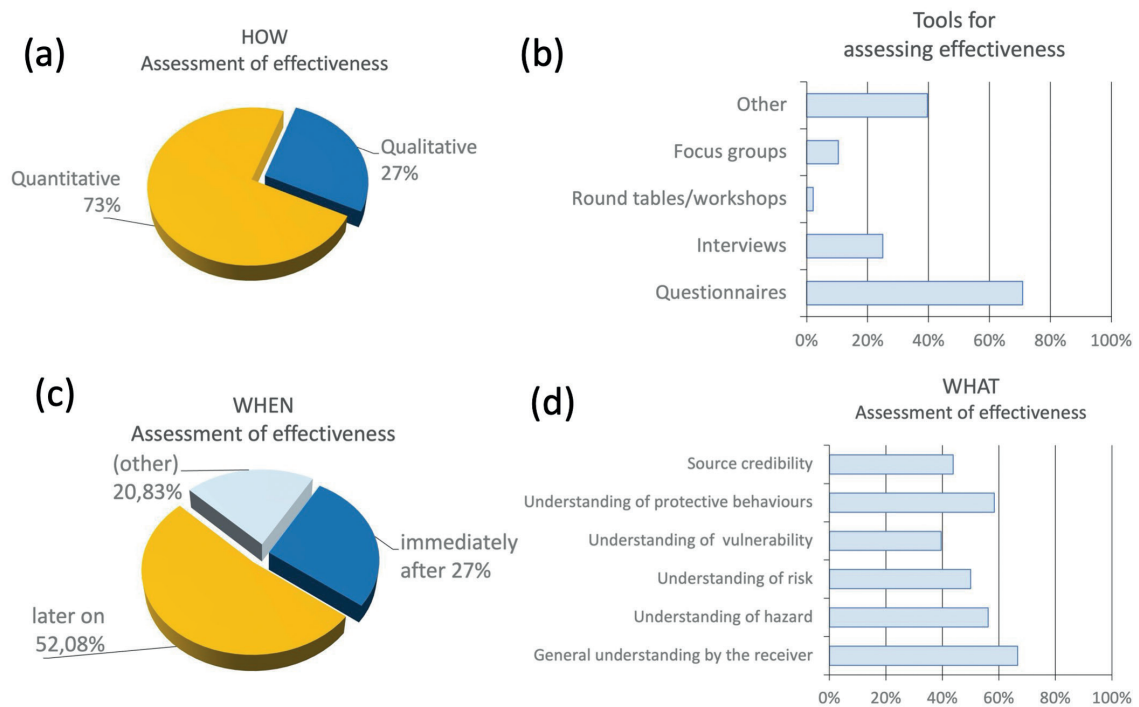 (a)
HOW
Assessment of effectiveness
Qualitative
27%
Quantitative
73%
(b)
Tools for
assessing effectiveness
Other
Focus groups
Round tables/workshops
Interviews
Questionnaires
0% 20% 40% 60% 80% 100%
(c)
WHEN
Assessment of effectiveness
(other)
20,83%
immediately
after 27%
later on
52,08%
(d)
WHAT
Assessment of effectiveness
Source credibility
Understanding of protective behaviours
Understanding of vulnerability
Understanding of risk
Understanding of hazard
General understanding by the receiver
0% 20% 40% 60% 80% 100%